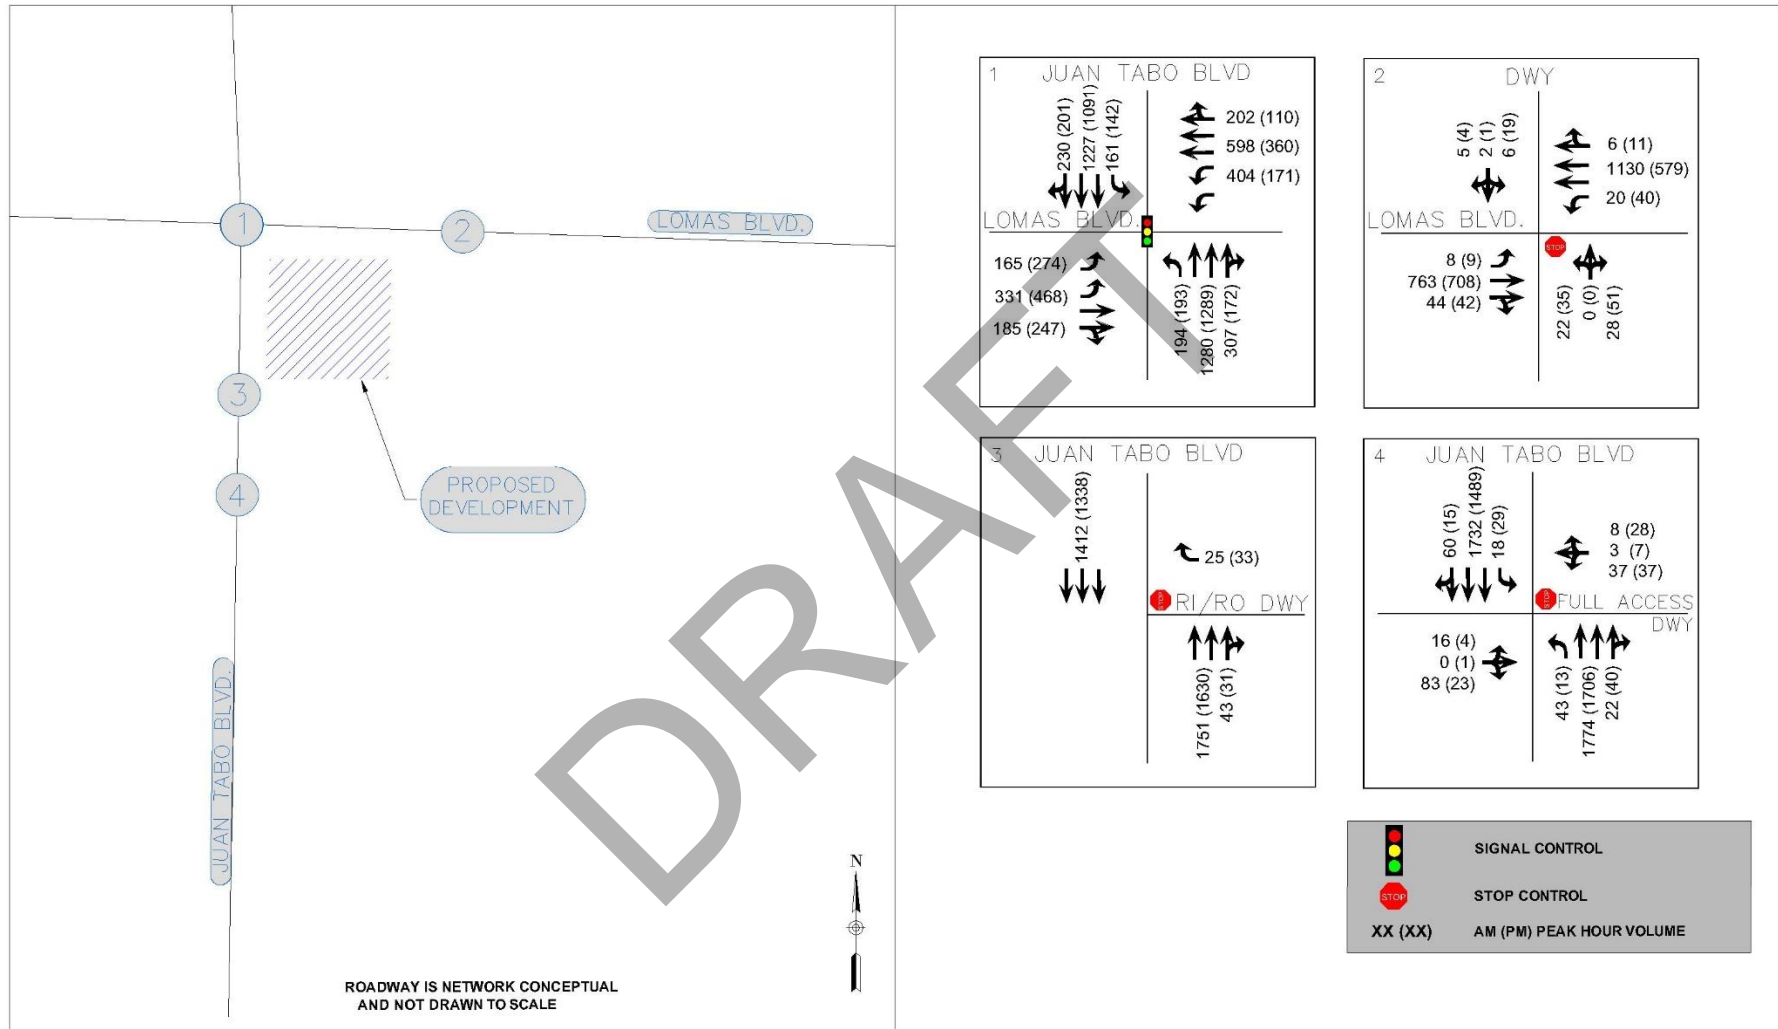 1
2
LOMAS BLVD.
3
4
PROPOSED
DEVELOPMENT
JUAN TABO BLVD.
N
ROADWAY IS NETWORK CONCEPTUAL
AND NOT DRAWN TO SCALE
DRAFT
1 JUAN TABO BLVD
230 (201)
1227 (1091)
161 (142)
202 (110)
598 (360)
404 (171)
LOMAS BLVD.
165 (274)
331 (468)
185 (247)
194 (193)
1280 (1289)
307 (172)
2 DWY
5 (4)
2 (1)
6 (19)
6 (11)
1130 (579)
20 (40)
LOMAS BLVD.
STOP
8 (9)
763 (708)
44 (42)
22 (35)
0 (0)
28 (51)
3 JUAN TABO BLVD
1412 (1338)
25 (33)
STOP
RI/RO DWY
1751 (1630)
43 (31)
4 JUAN TABO BLVD
60 (15)
1732 (1489)
18 (29)
8 (28)
3 (7)
37 (37)
STOP
FULL ACCESS
DWY
16 (4)
0 (1)
83 (23)
43 (13)
1774 (1706)
22 (40)
SIGNAL CONTROL
STOP
STOP CONTROL
XX (XX) AM (PM) PEAK HOUR VOLUME